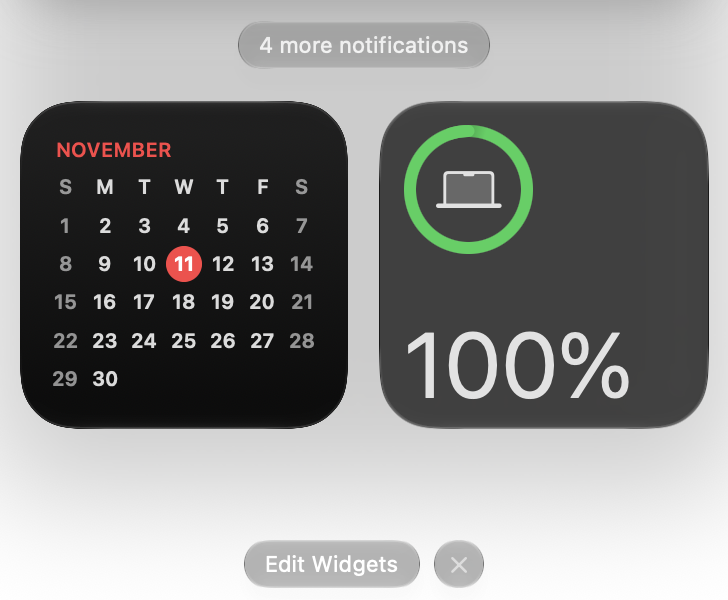 4 more notifications
NOVEMBER
S M T W T F S
1 2 3 4 5 6 7
8 9 10 11 12 13 14
15 16 17 18 19 20 21
22 23 24 25 26 27 28
29 30
100%
Edit Widgets